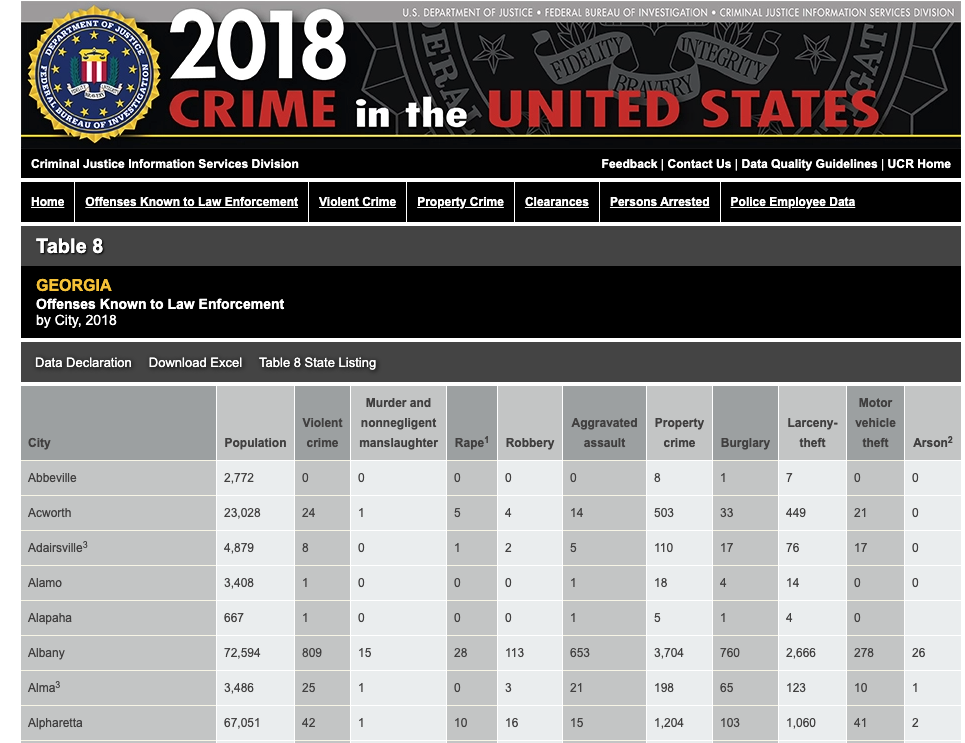 U.S. DEPARTMENT OF JUSTICE • FEDERAL BUREAU OF INVESTIGATION • CRIMINAL JUSTICE INFORMATION SERVICES DIVISION
DEPARTMENT OF JUSTICE
FEDERAL BUREAU OF INVESTIGATION
FIDELITY BRAVERY INTEGRITY
2018
CRIME in the UNITED STATES
Criminal Justice Information Services Division Feedback | Contact Us | Data Quality Guidelines | UCR Home
Home Offenses Known to Law Enforcement Violent Crime Property Crime Clearances Persons Arrested Police Employee Data
Table 8
GEORGIA
Offenses Known to Law Enforcement
by City, 2018
Data Declaration Download Excel Table 8 State Listing
City Population Violent crime Murder and nonnegligent manslaughter Rape1 Robbery Aggravated assault Property crime Burglary Larceny-theft Motor vehicle theft Arson2
Abbeville 2,772 0 0 0 0 0 8 1 7 0 0
Acworth 23,028 24 1 5 4 14 503 33 449 21 0
Adairsville3 4,879 8 0 1 2 5 110 17 76 17 0
Alamo 3,408 1 0 0 0 1 18 4 14 0 0
Alapaha 667 1 0 0 0 1 5 1 4 0
Albany 72,594 809 15 28 113 653 3,704 760 2,666 278 26
Alma3 3,486 25 1 0 3 21 198 65 123 10 1
Alpharetta 67,051 42 1 10 16 15 1,204 103 1,060 41 2